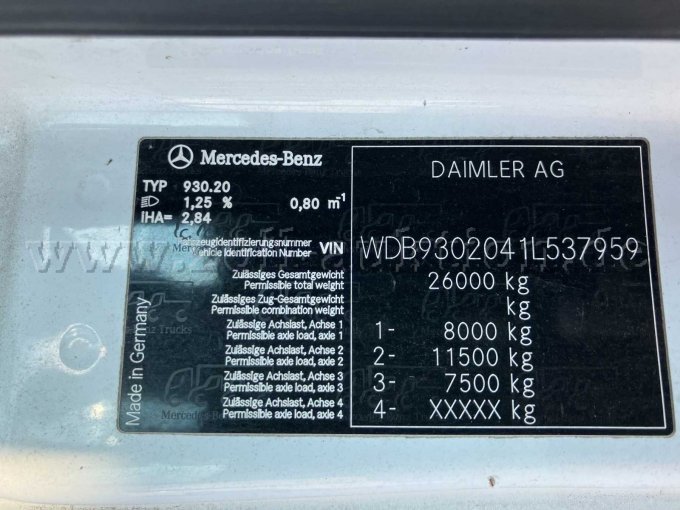 Mercedes-Benz
DAIMLER AG
TYP 930.20
1,25 % 0,80 m-1
iHA= 2,84
Fahrzeugidentifizierungsnummer
Vehicle Identification Number VIN WDB9302041L537959
Zulässiges Gesamtgewicht
Permissible total weight 26000 kg
Zulässiges Zug-Gesamtgewicht
Permissible combination weight kg
Zulässige Achslast, Achse 1
Permissible axle load, axle 1 1- 8000 kg
Zulässige Achslast, Achse 2
Permissible axle load, axle 2 2- 11500 kg
Zulässige Achslast, Achse 3
Permissible axle load, axle 3 3- 7500 kg
Zulässige Achslast, Achse 4
Permissible axle load, axle 4 4- XXXXX kg
Made in Germany